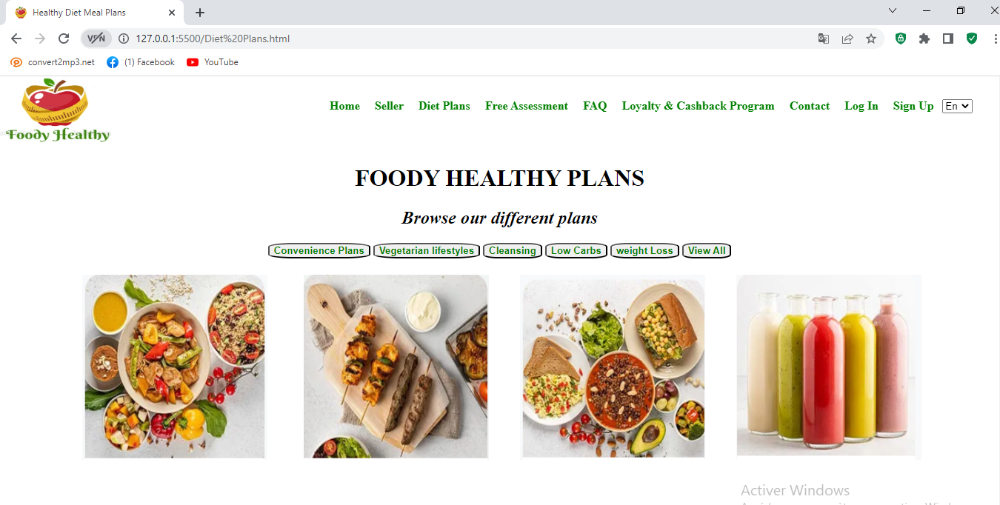 Healthy Diet Meal Plans
VPN
127.0.0.1:5500/Diet%20Plans.html
convert2mp3.net (1) Facebook YouTube
Foody Healthy
Home Seller Diet Plans Free Assessment FAQ Loyalty & Cashback Program Contact Log In Sign Up En
FOODY HEALTHY PLANS
Browse our different plans
Convenience Plans Vegetarian lifestyles Cleansing Low Carbs weight Loss View All
Activer Windows